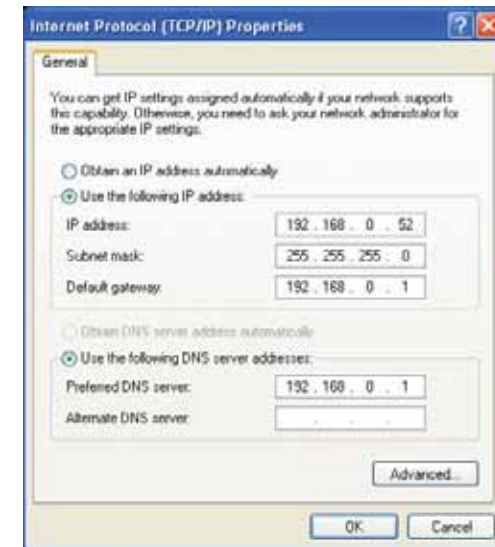 Internet Protocol (TCP/IP) Properties
General
You can get IP settings assigned automatically if your network supports
this capability. Otherwise, you need to ask your network administrator for
the appropriate IP settings.
Obtain an IP address automatically
Use the following IP address:
IP address: 192 . 168 . 0 . 52
Subnet mask: 255 . 255 . 255 . 0
Default gateway: 192 . 168 . 0 . 1
Obtain DNS server address automatically
Use the following DNS server addresses:
Preferred DNS server: 192 . 168 . 0 . 1
Alternate DNS server: . . .
Advanced...
OK Cancel